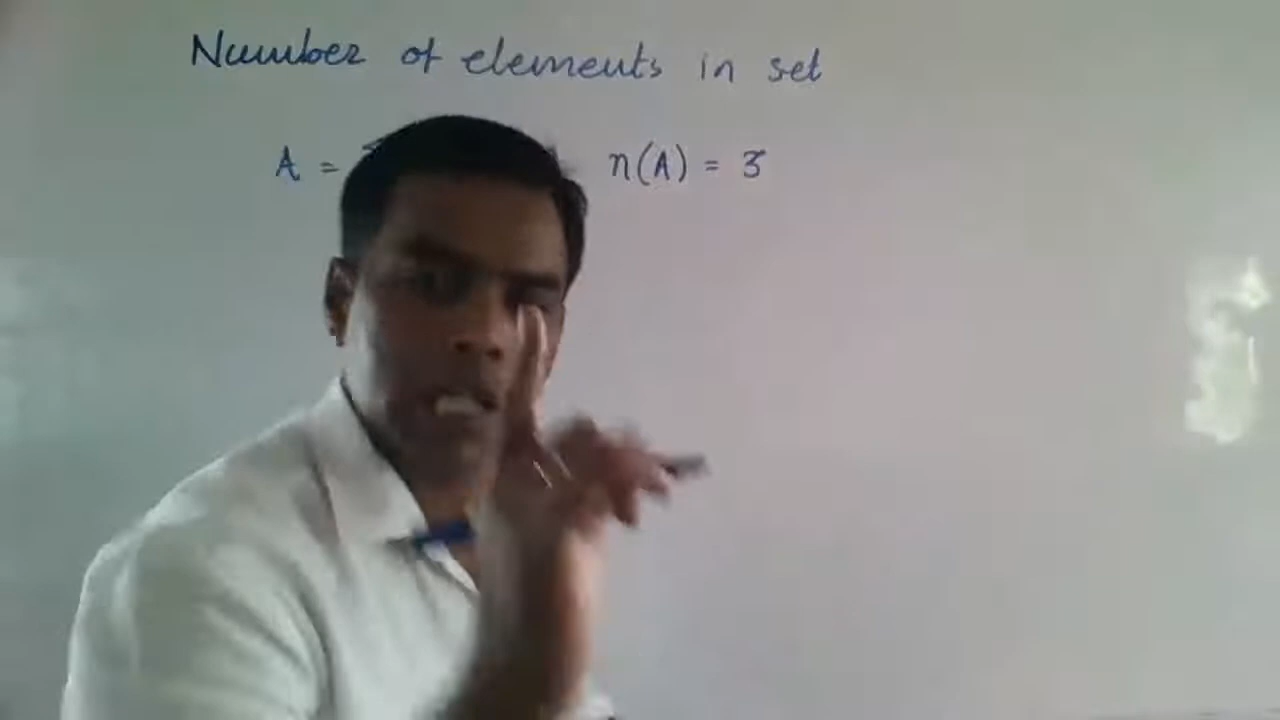 Number of elements in set
A = n(A) = 3